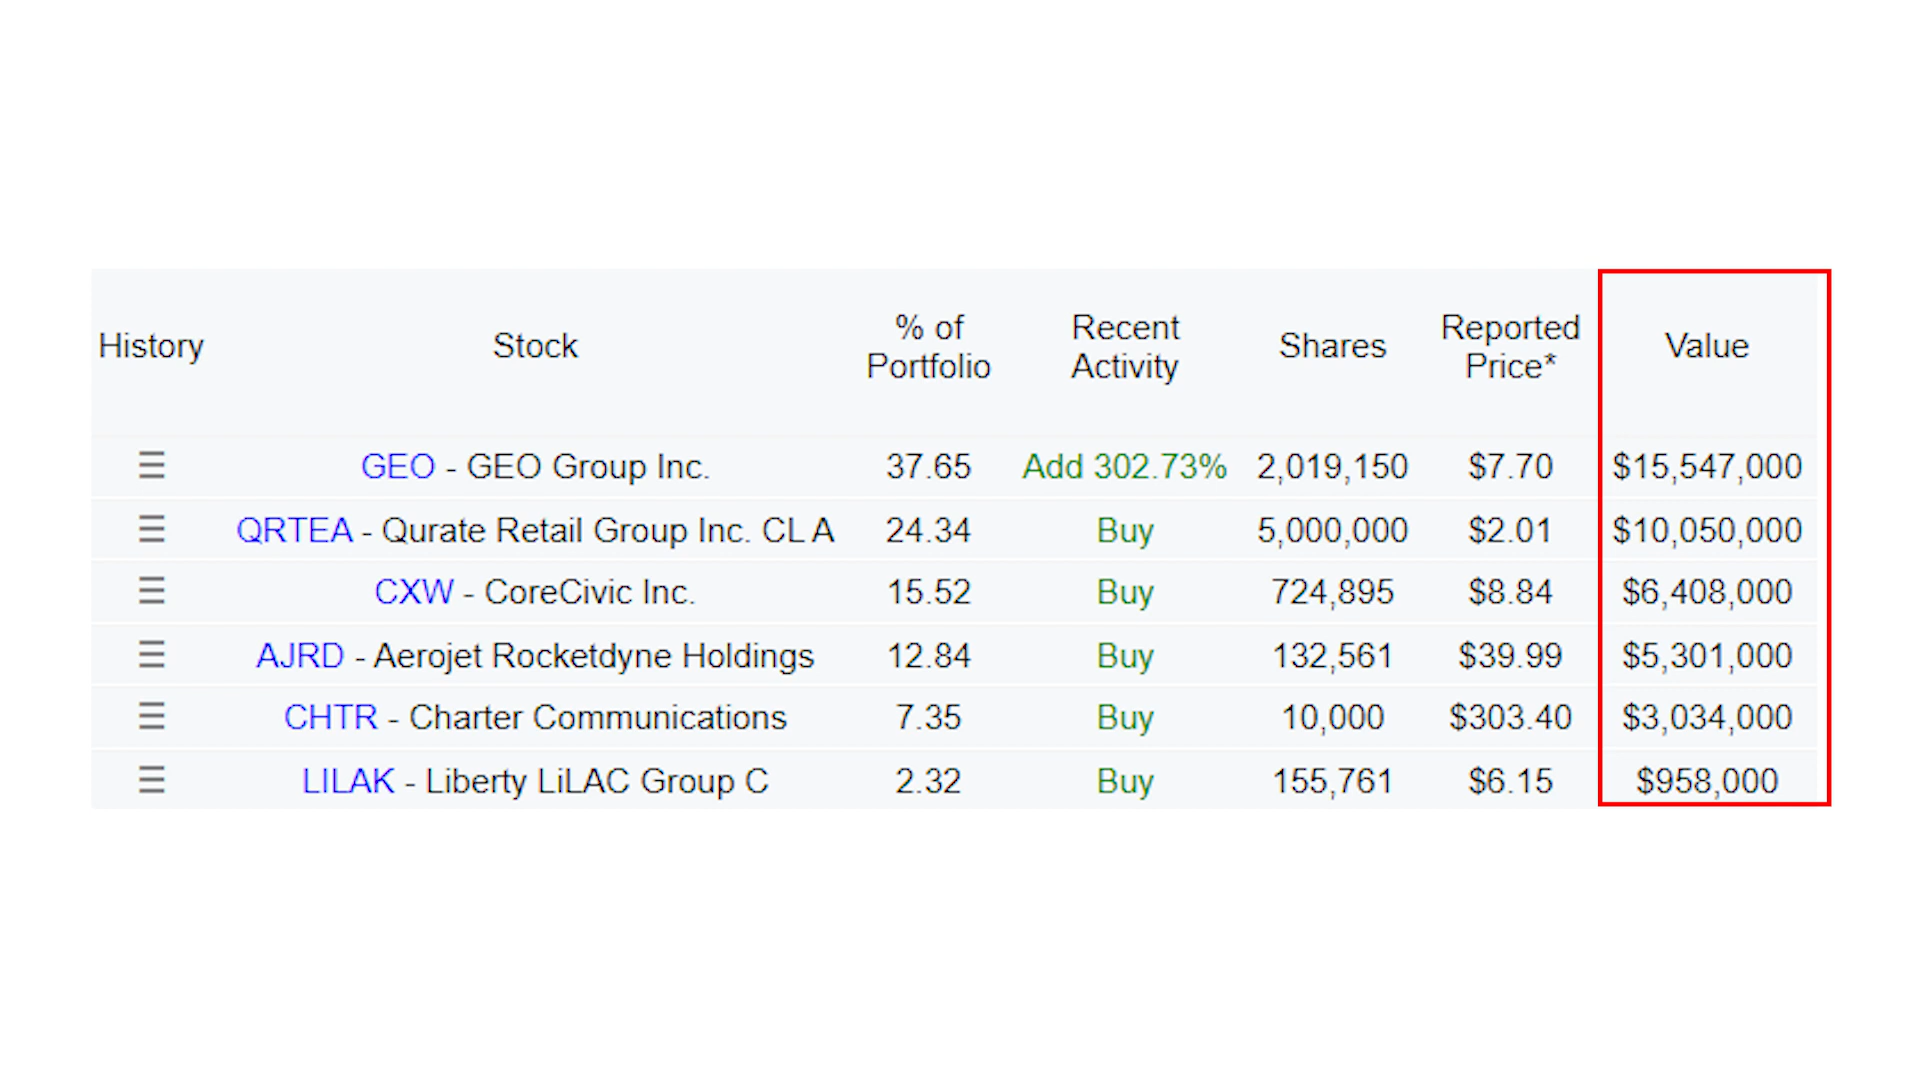 History Stock % of Portfolio Recent Activity Shares Reported Price* Value
GEO - GEO Group Inc. 37.65 Add 302.73% 2,019,150 $7.70 $15,547,000
QRTEA - Qurate Retail Group Inc. CL A 24.34 Buy 5,000,000 $2.01 $10,050,000
CXW - CoreCivic Inc. 15.52 Buy 724,895 $8.84 $6,408,000
AJRD - Aerojet Rocketdyne Holdings 12.84 Buy 132,561 $39.99 $5,301,000
CHTR - Charter Communications 7.35 Buy 10,000 $303.40 $3,034,000
LILAK - Liberty LiLAC Group C 2.32 Buy 155,761 $6.15 $958,000